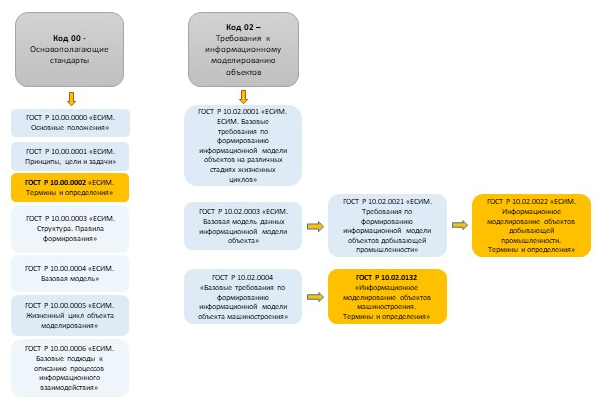 Код 00 -
Основополагающие
стандарты
ГОСТ Р 10.00.0000 «ЕСИМ.
Основные положения»
ГОСТ Р 10.00.0001 «ЕСИМ.
Принципы, цели и задачи»
ГОСТ Р 10.00.0002 «ЕСИМ.
Термины и определения»
ГОСТ Р 10.00.0003 «ЕСИМ.
Структура. Правила
формирования»
ГОСТ Р 10.00.0004 «ЕСИМ.
Базовая модель»
ГОСТ Р 10.00.0005 «ЕСИМ.
Жизненный цикл объекта
моделирования»
ГОСТ Р 10.00.0006 «ЕСИМ.
Базовые подходы к
описанию процессов
информационного
взаимодействия»
Код 02 –
Требования к
информационному
моделированию
объектов
ГОСТ Р 10.02.0001 «ЕСИМ.
ЕСИМ. Базовые
требования по
формированию
информационной модели
объектов на различных
стадиях жизненных
циклов»
ГОСТ Р 10.02.0003 «ЕСИМ.
Базовая модель данных
информационной модели
объекта»
ГОСТ Р 10.02.0021 «ЕСИМ.
Требования по
формированию
информационной модели
объектов добывающей
промышленности»
ГОСТ Р 10.02.0022 «ЕСИМ.
Информационное
моделирование объектов
добывающей
промышленности.
Термины и определения»
ГОСТ Р 10.02.0004
«Базовые требования по
формированию
информационной модели
объекта машиностроения»
ГОСТ Р 10.02.0132
«Информационное
моделирование объектов
машиностроения.
Термины и определения»